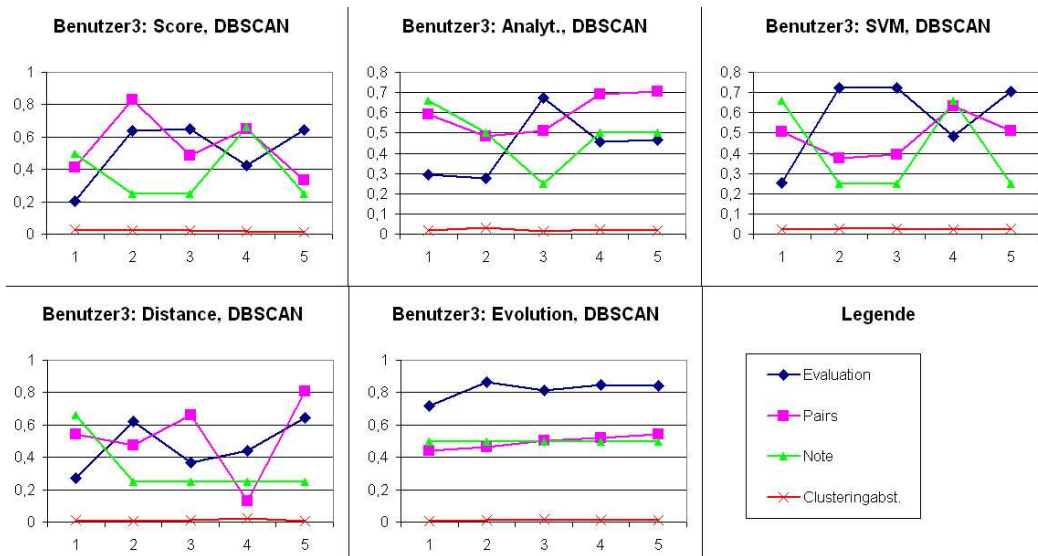 Benutzer3: Score, DBSCAN
1
0,8
0,6
0,4
0,2
0
1 2 3 4 5
Benutzer3: Analyt., DBSCAN
0,8
0,7
0,6
0,5
0,4
0,3
0,2
0,1
0
1 2 3 4 5
Benutzer3: SVM, DBSCAN
0,8
0,7
0,6
0,5
0,4
0,3
0,2
0,1
0
1 2 3 4 5
Benutzer3: Distance, DBSCAN
1
0,8
0,6
0,4
0,2
0
1 2 3 4 5
Benutzer3: Evolution, DBSCAN
1
0,8
0,6
0,4
0,2
0
1 2 3 4 5
Legende
Evaluation
Pairs
Note
Clusteringabst.